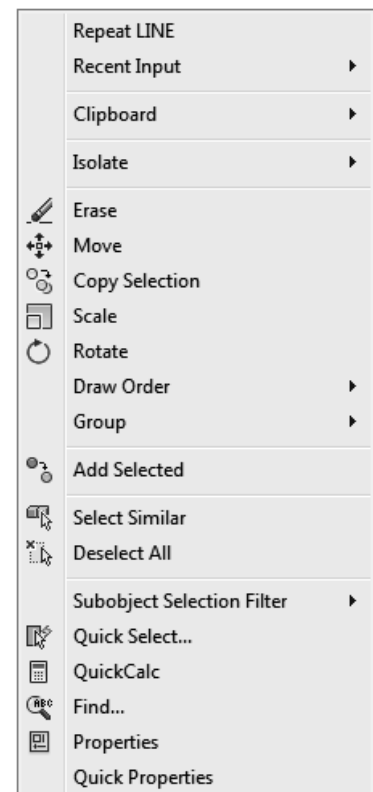 Repeat LINE
Recent Input
Clipboard
Isolate
Erase
Move
Copy Selection
Scale
Rotate
Draw Order
Group
Add Selected
Select Similar
Deselect All
Subobject Selection Filter
Quick Select...
QuickCalc
ABC
Find...
Properties
Quick Properties